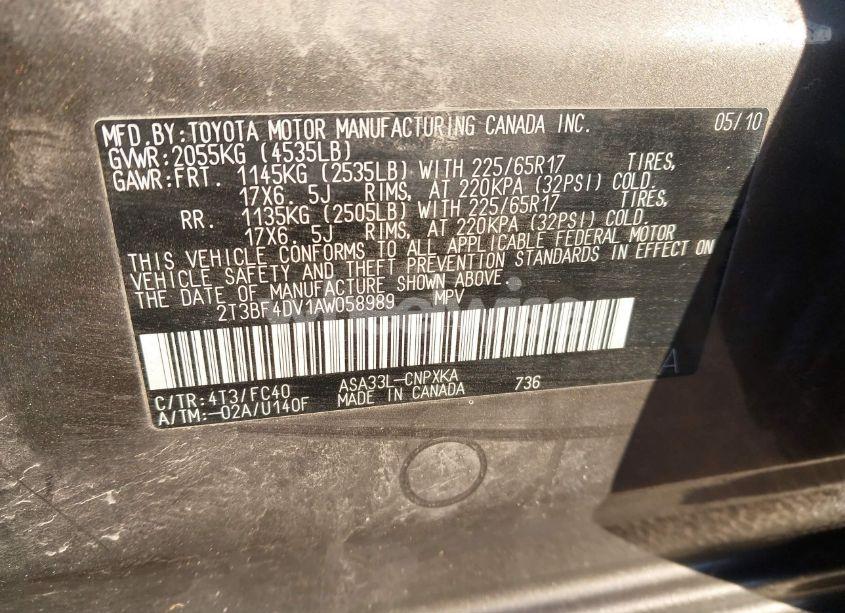 MFD.BY:TOYOTA MOTOR MANUFACTURING CANADA INC. 05/10
GVWR:2055KG (4535LB)
GAWR:FRT. 1145KG (2535LB) WITH 225/65R17 TIRES,
17X6.5J RIMS, AT 220KPA (32PSI) COLD.
RR. 1135KG (2505LB) WITH 225/65R17 TIRES,
17X6.5J RIMS, AT 220KPA (32PSI) COLD.
THIS VEHICLE CONFORMS TO ALL APPLICABLE FEDERAL MOTOR
VEHICLE SAFETY AND THEFT PREVENTION STANDARDS IN EFFECT ON
THE DATE OF MANUFACTURE SHOWN ABOVE.
2T3BF4DV1AW058989 MPV
A
C/TR:4T3/FC40 ASA33L-CNPXKA 736
A/TM:-02A/U140F MADE IN CANADA